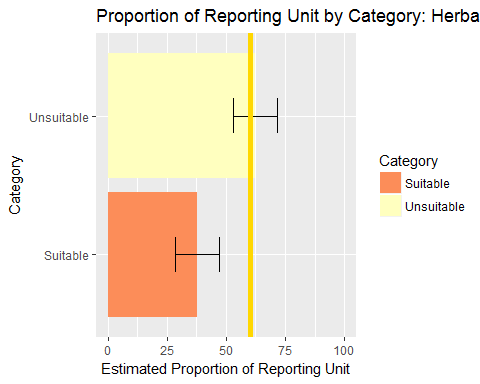 Proportion of Reporting Unit by Category: Herba
Unsuitable
Suitable
Category
0 25 50 75 100
Estimated Proportion of Reporting Unit
Category
Suitable
Unsuitable